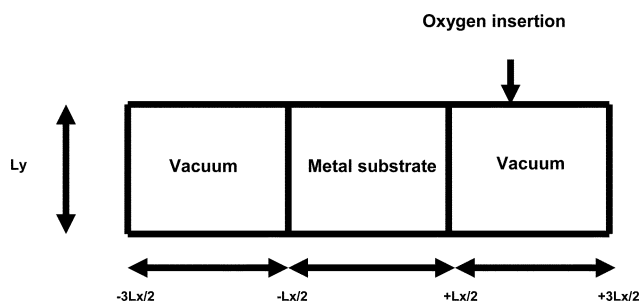 Oxygen insertion
Ly
Vacuum
Metal substrate
Vacuum
-3Lx/2
-Lx/2
+Lx/2
+3Lx/2